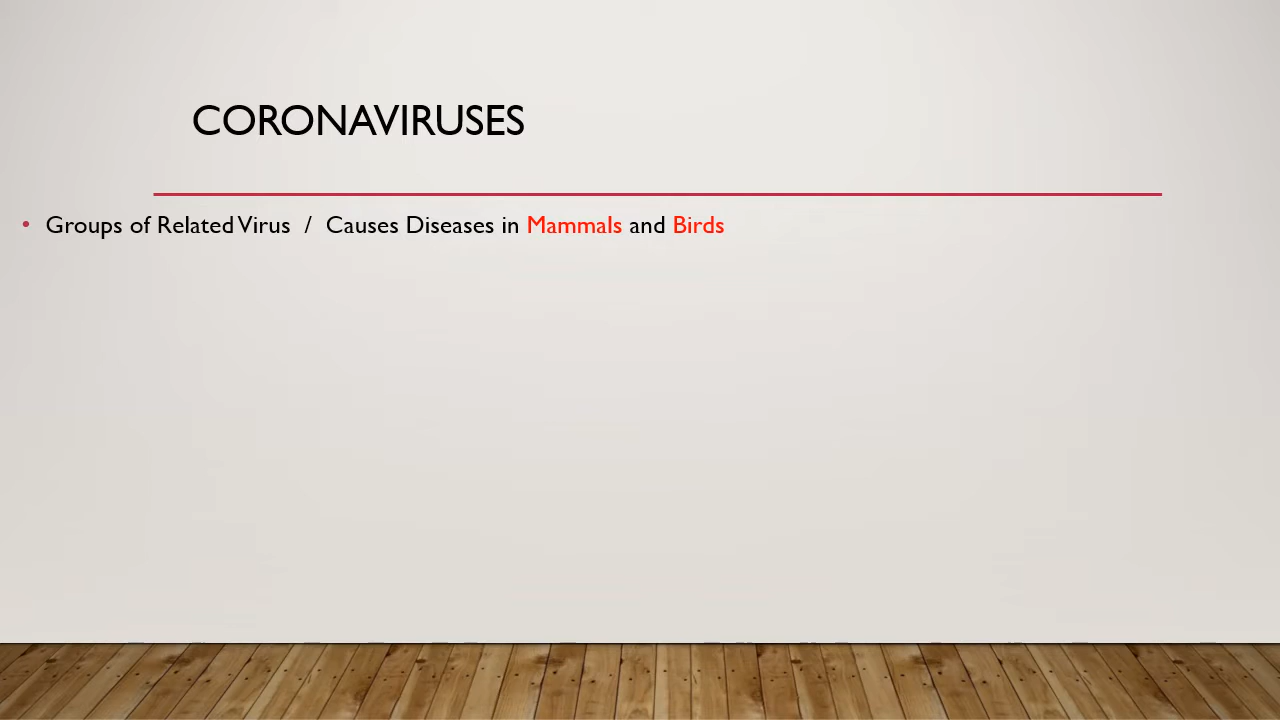 CORONAVIRUSES
• Groups of Related Virus / Causes Diseases in Mammals and Birds